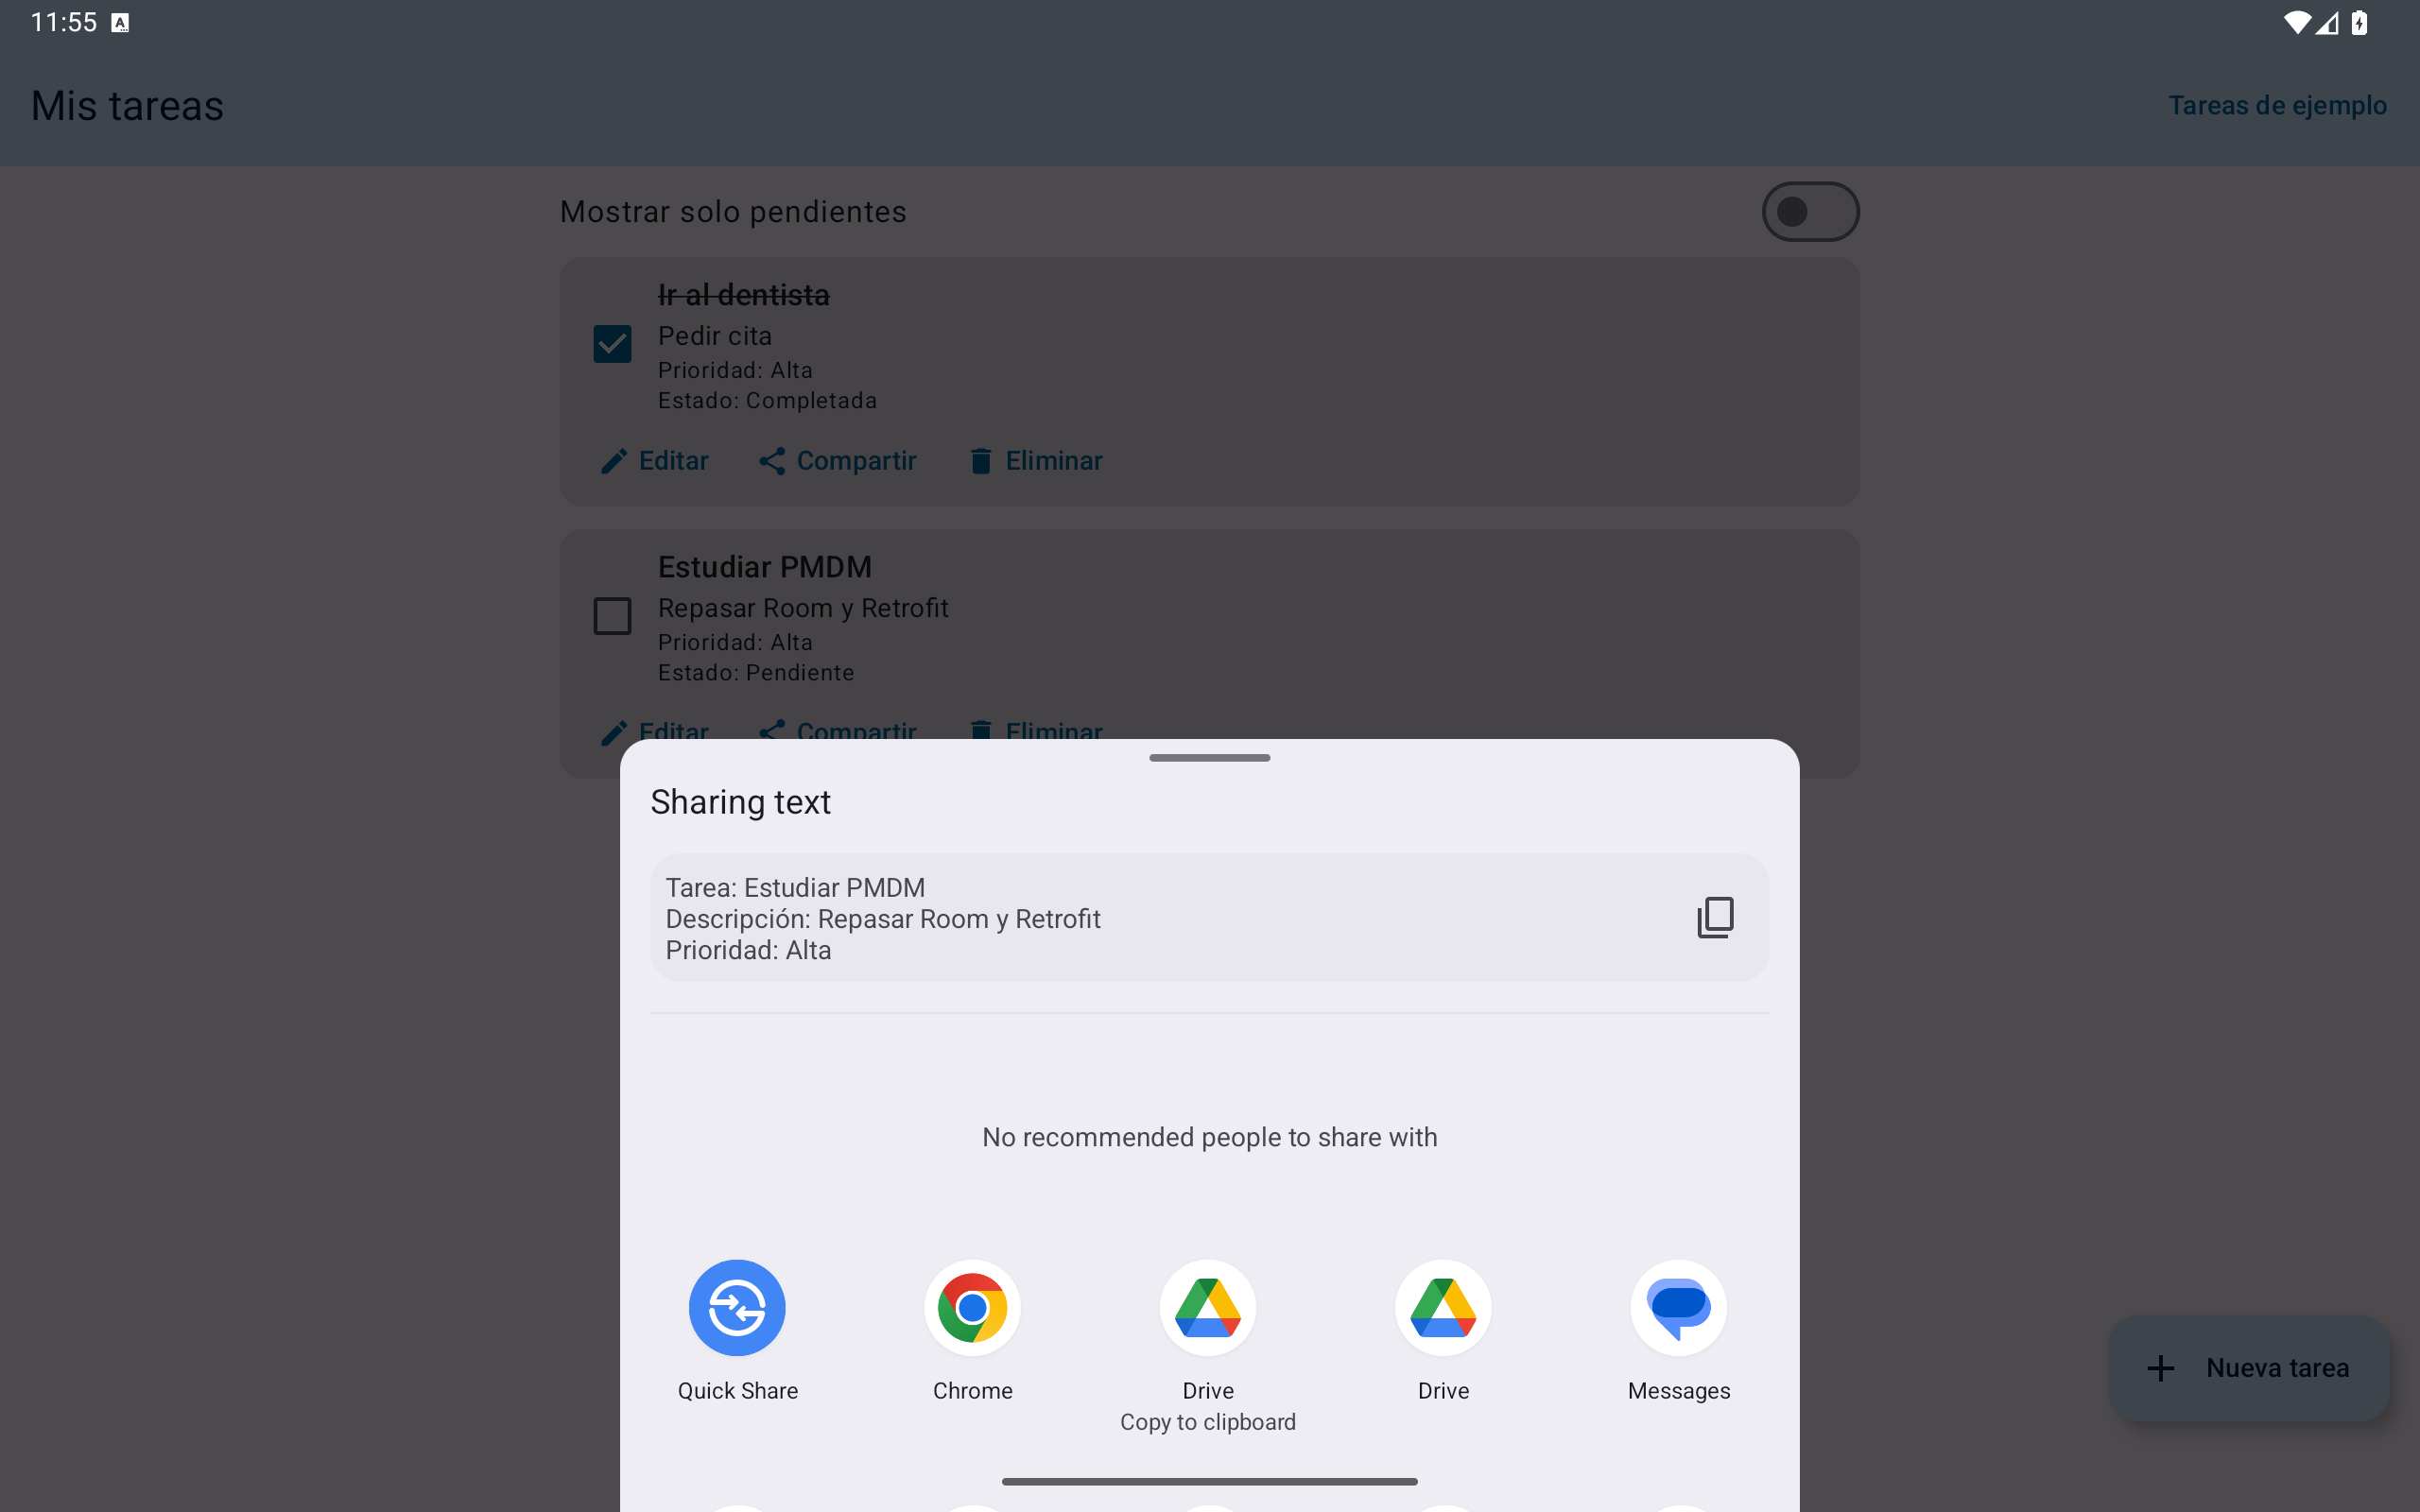 11:55
Mis tareas
Tareas de ejemplo
Mostrar solo pendientes
Ir al dentista
Pedir cita
Prioridad: Alta
Estado: Completada
Editar Compartir Eliminar
Estudiar PMDM
Repasar Room y Retrofit
Prioridad: Alta
Estado: Pendiente
Editar Compartir Eliminar
Sharing text
Tarea: Estudiar PMDM
Descripción: Repasar Room y Retrofit
Prioridad: Alta
No recommended people to share with
Quick Share Chrome Drive Drive Messages
Copy to clipboard
Nueva tarea